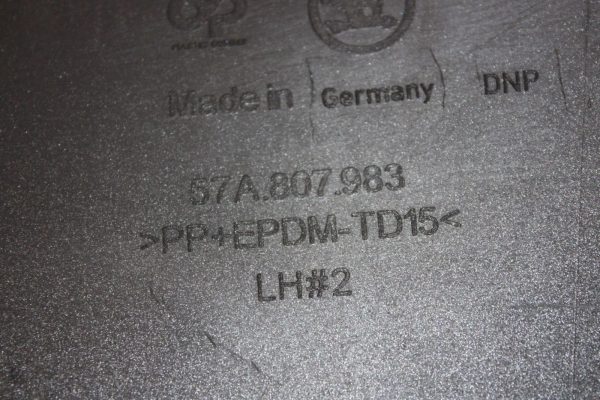 Made in Germany DNP
57A.807.983
>PP+EPDM-TD15<
LH#2